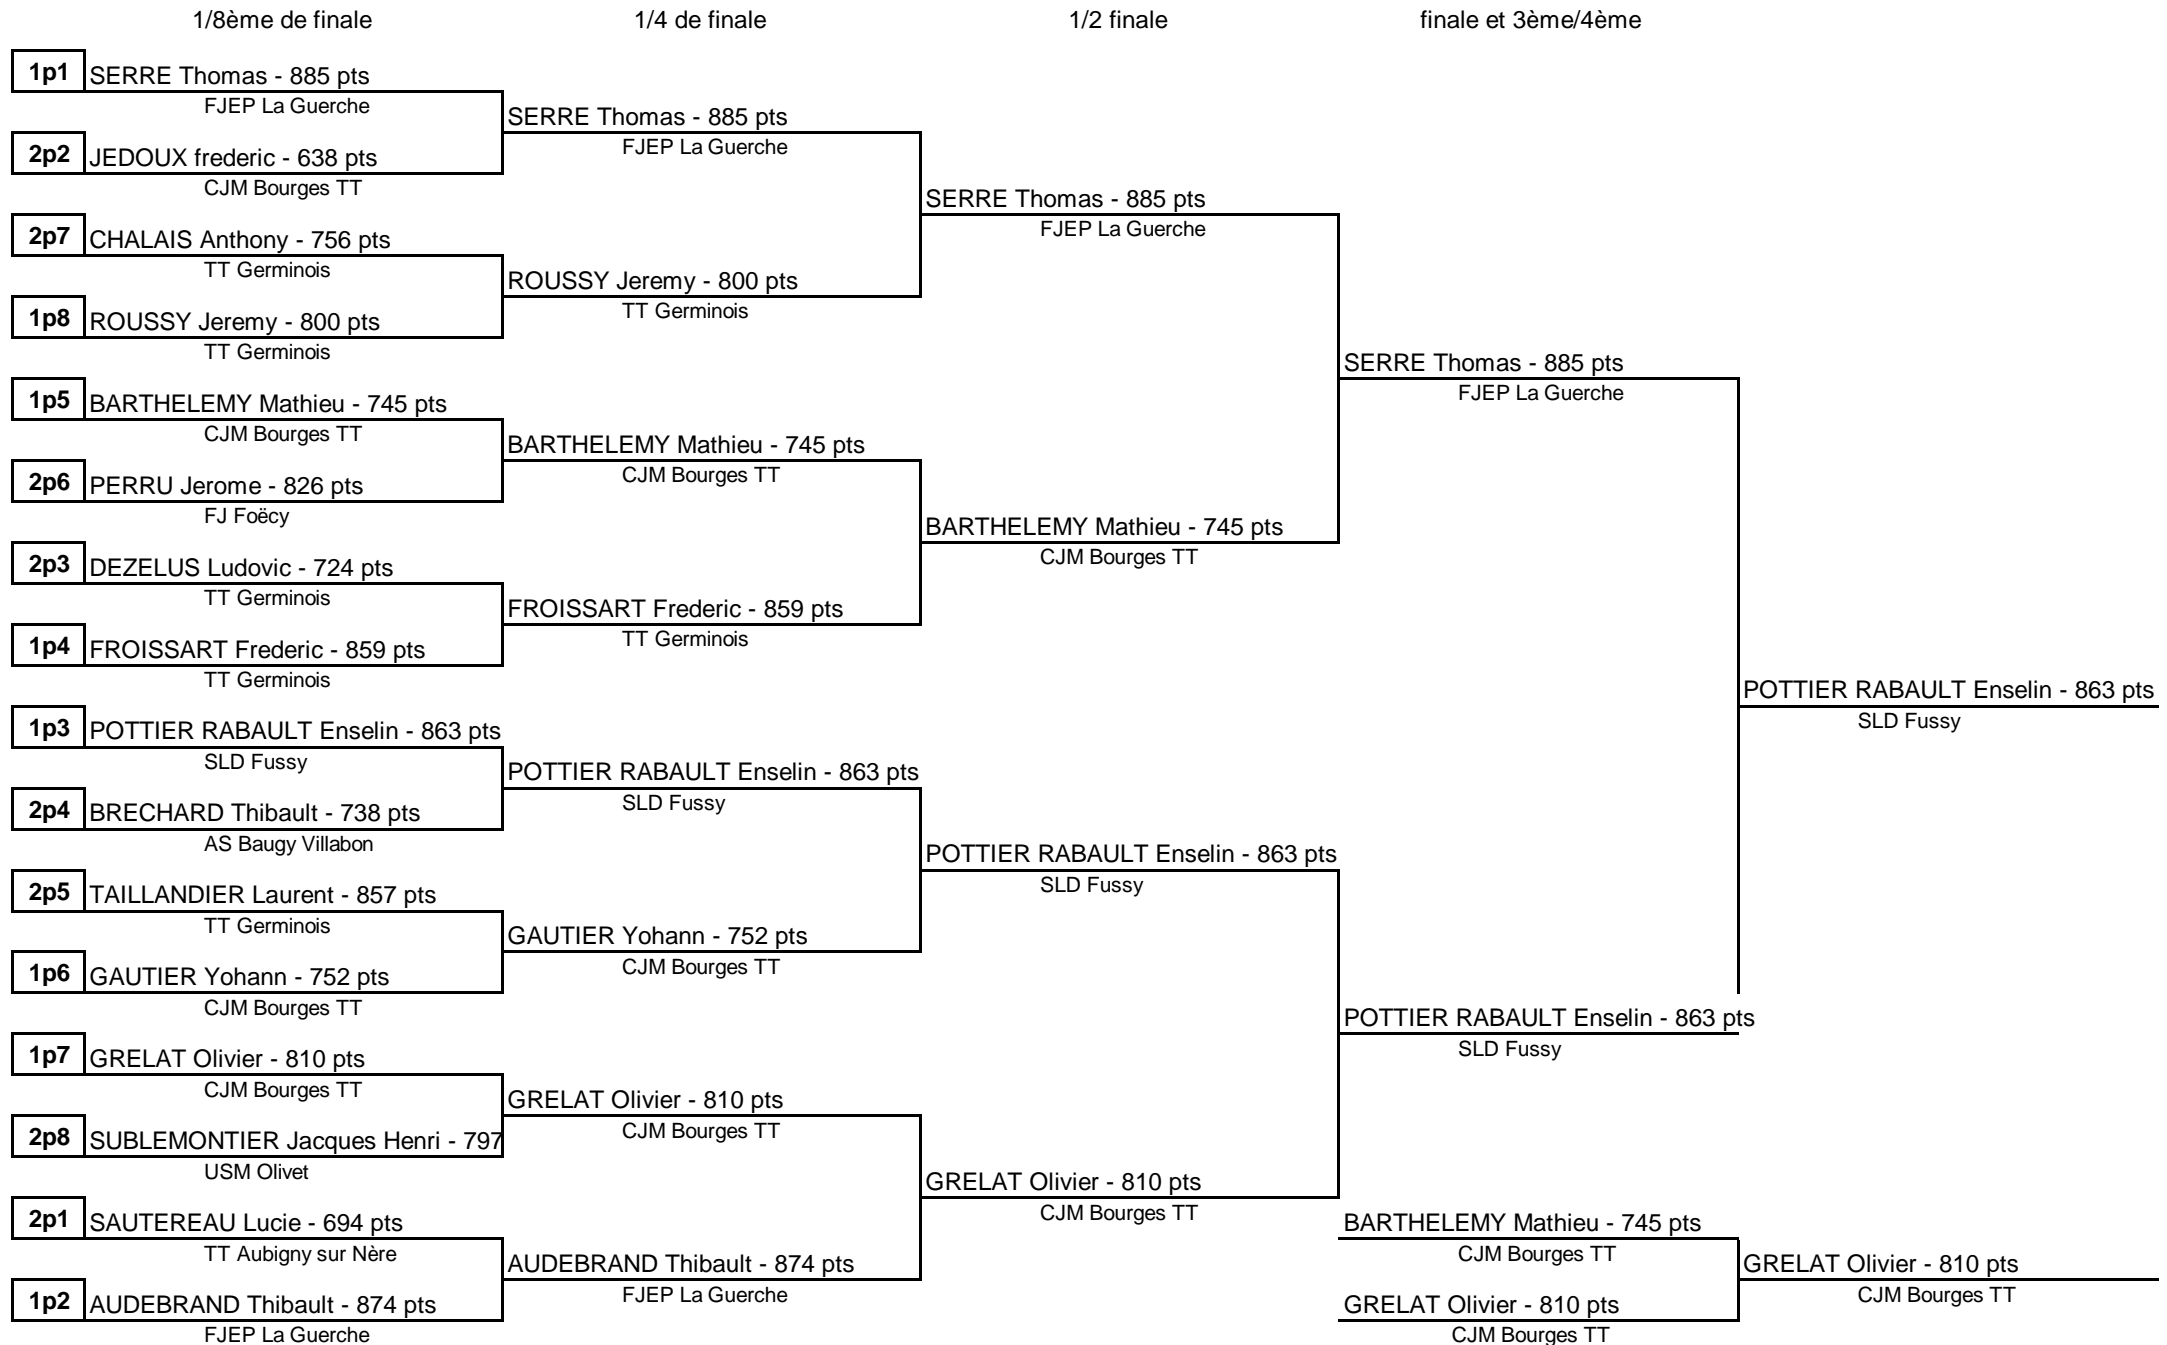 1/8ème de finale
1/4 de finale
1/2 finale
finale et 3ème/4ème
1p1 SERRE Thomas - 885 pts
FJEP La Guerche
SERRE Thomas - 885 pts
FJEP La Guerche
2p2 JEDOUX frederic - 638 pts
CJM Bourges TT
SERRE Thomas - 885 pts
FJEP La Guerche
2p7 CHALAIS Anthony - 756 pts
TT Germinois
ROUSSY Jeremy - 800 pts
TT Germinois
1p8 ROUSSY Jeremy - 800 pts
TT Germinois
SERRE Thomas - 885 pts
FJEP La Guerche
1p5 BARTHELEMY Mathieu - 745 pts
CJM Bourges TT
BARTHELEMY Mathieu - 745 pts
CJM Bourges TT
2p6 PERRU Jerome - 826 pts
FJ Foëcy
BARTHELEMY Mathieu - 745 pts
CJM Bourges TT
2p3 DEZELUS Ludovic - 724 pts
TT Germinois
FROISSART Frederic - 859 pts
TT Germinois
1p4 FROISSART Frederic - 859 pts
TT Germinois
POTTIER RABAULT Enselin - 863 pts
SLD Fussy
1p3 POTTIER RABAULT Enselin - 863 pts
SLD Fussy
POTTIER RABAULT Enselin - 863 pts
SLD Fussy
2p4 BRECHARD Thibault - 738 pts
AS Baugy Villabon
POTTIER RABAULT Enselin - 863 pts
SLD Fussy
2p5 TAILLANDIER Laurent - 857 pts
TT Germinois
GAUTIER Yohann - 752 pts
CJM Bourges TT
1p6 GAUTIER Yohann - 752 pts
CJM Bourges TT
POTTIER RABAULT Enselin - 863 pts
SLD Fussy
1p7 GRELAT Olivier - 810 pts
CJM Bourges TT
GRELAT Olivier - 810 pts
CJM Bourges TT
2p8 SUBLEMONTIER Jacques Henri - 797
USM Olivet
GRELAT Olivier - 810 pts
CJM Bourges TT
2p1 SAUTEREAU Lucie - 694 pts
TT Aubigny sur Nère
BARTHELEMY Mathieu - 745 pts
CJM Bourges TT
AUDEBRAND Thibault - 874 pts
FJEP La Guerche
GRELAT Olivier - 810 pts
CJM Bourges TT
1p2 AUDEBRAND Thibault - 874 pts
FJEP La Guerche
GRELAT Olivier - 810 pts
CJM Bourges TT